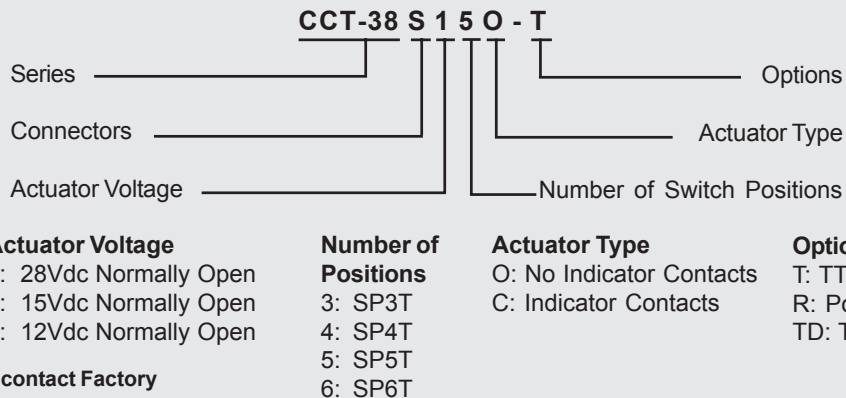 CCT-38 S 1 5 O - T
Series
Options
Connectors
Actuator Type
Actuator Voltage
Number of Switch Positions
Actuator Voltage
: 28Vdc Normally Open
: 15Vdc Normally Open
: 12Vdc Normally Open
contact Factory
Number of
Positions
3: SP3T
4: SP4T
5: SP5T
6: SP6T
Actuator Type
O: No Indicator Contacts
C: Indicator Contacts
T: TT
R: Po
TD: T